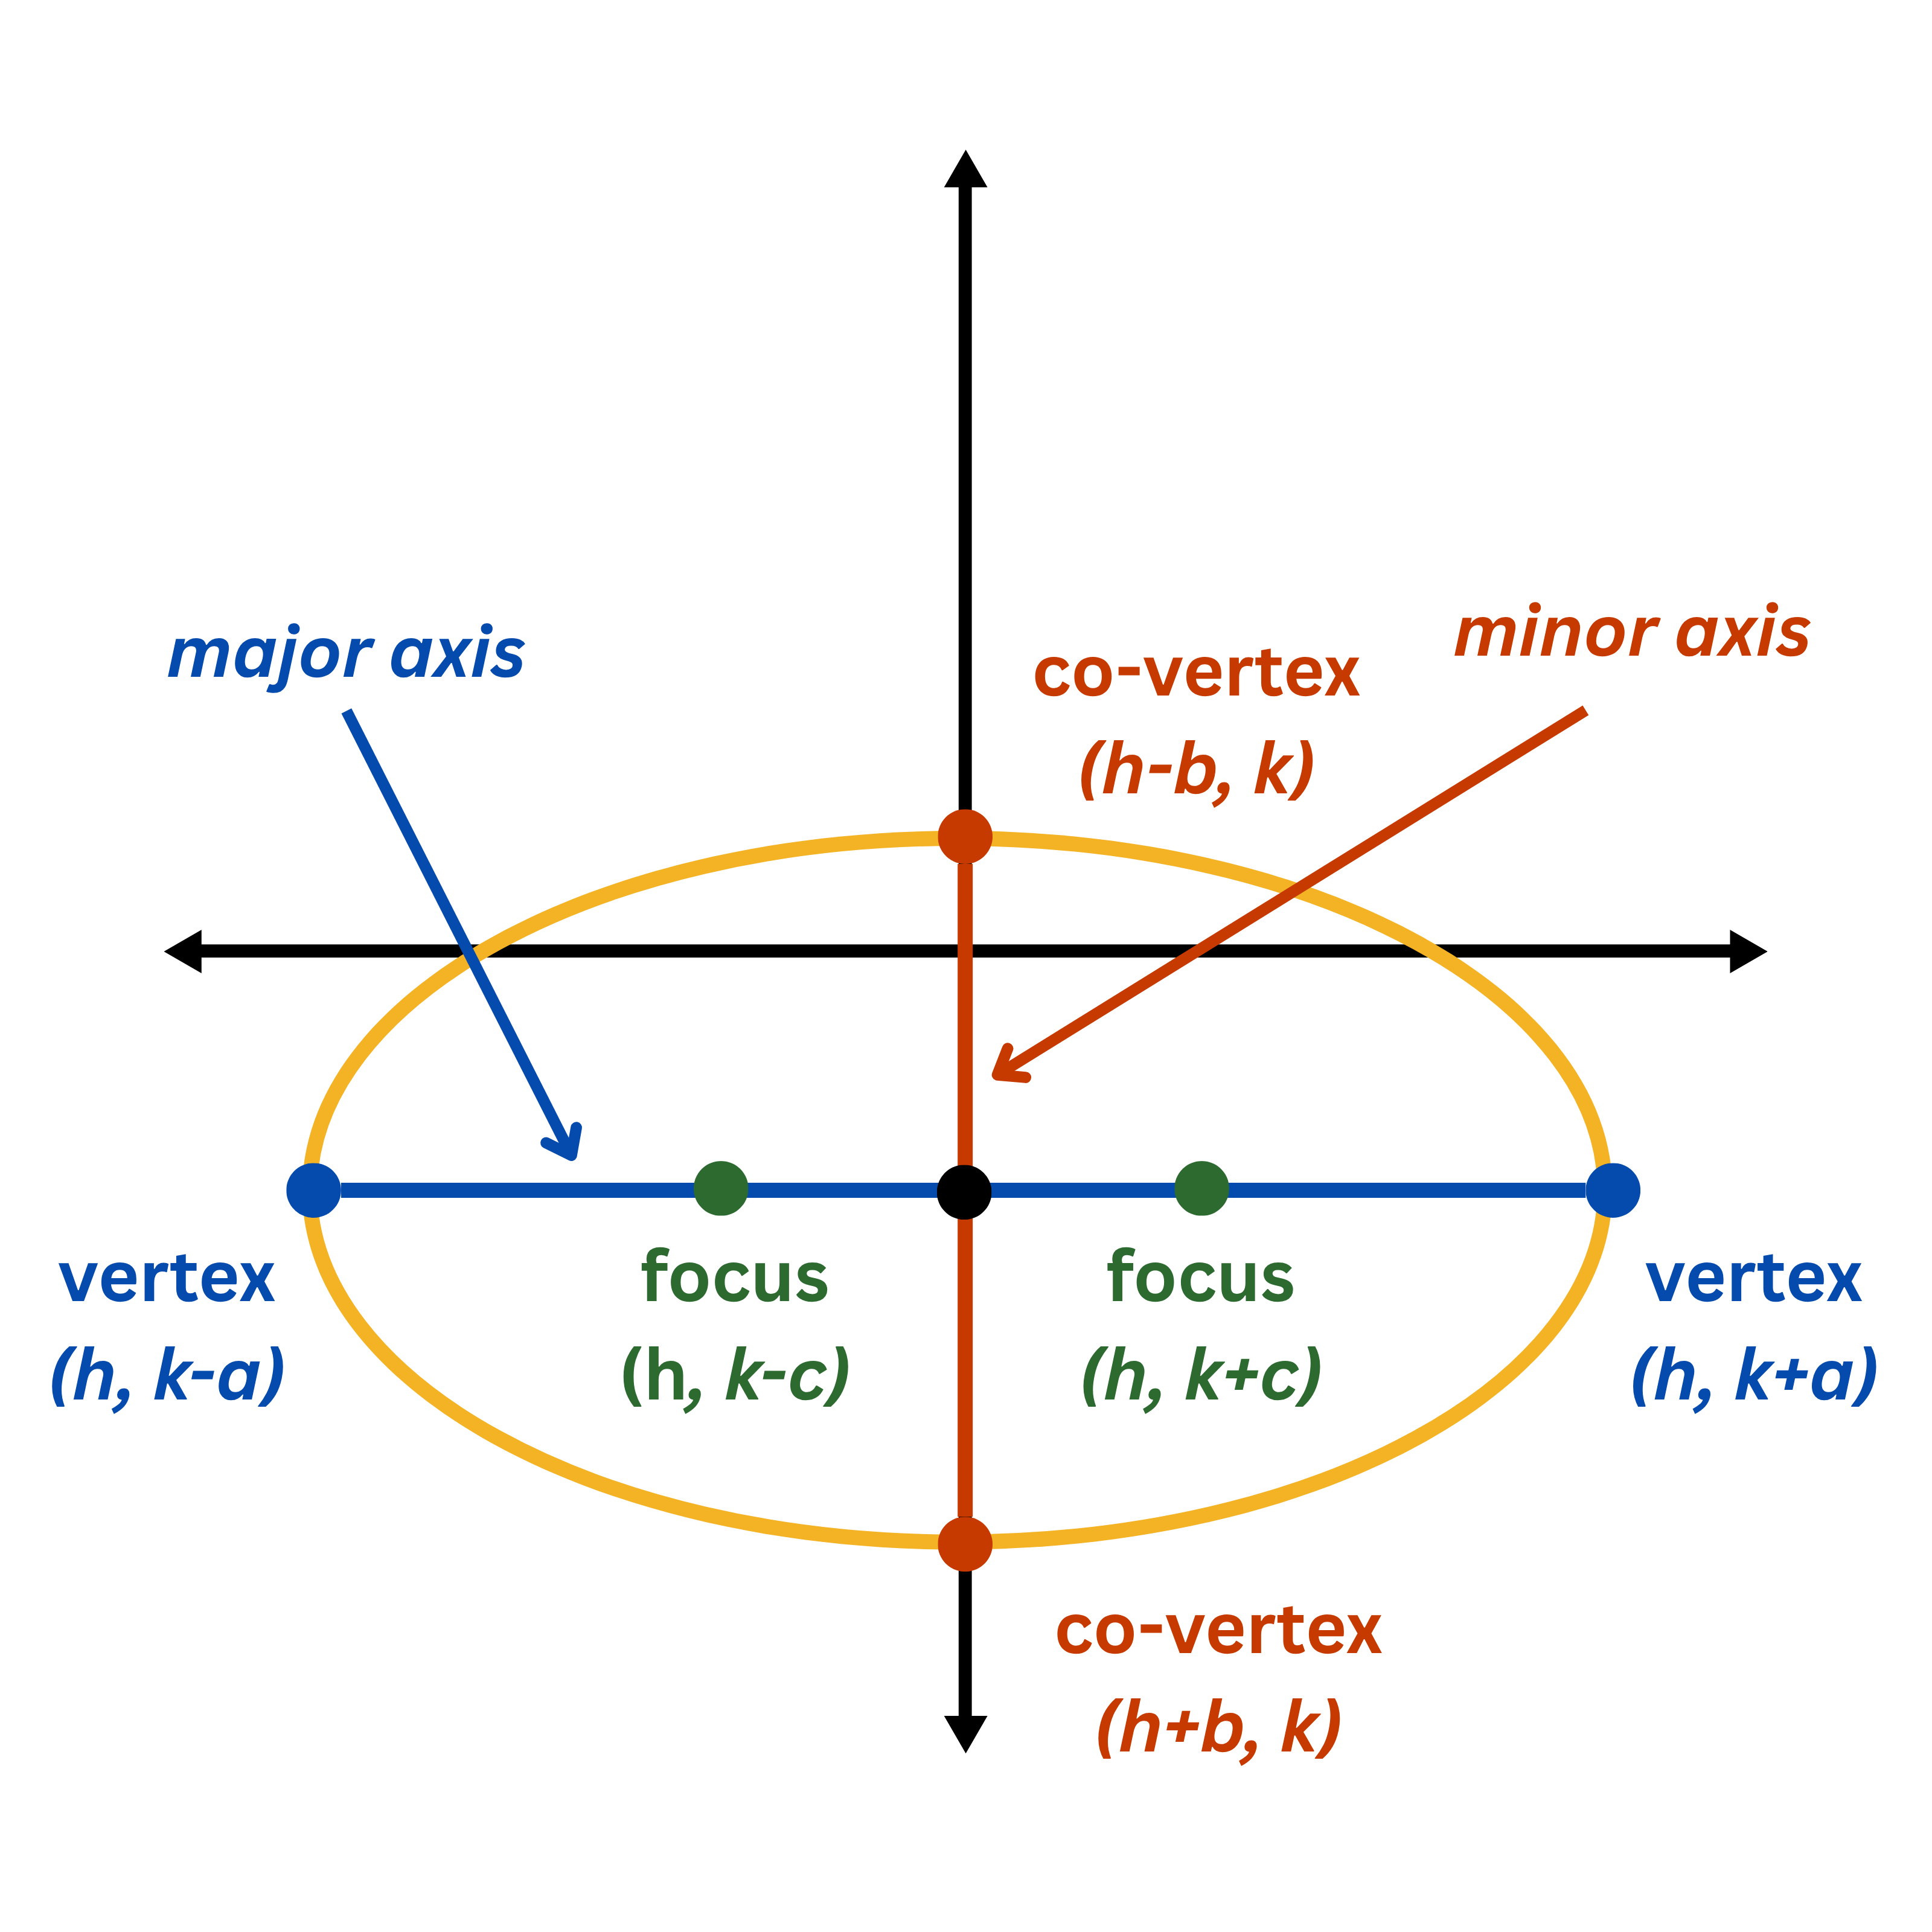 major axis
minor axis
co-vertex
(h-b, k)
vertex
(h, k-a)
focus
(h, k-c)
focus
(h, k+c)
vertex
(h, k+a)
co-vertex
(h+b, k)